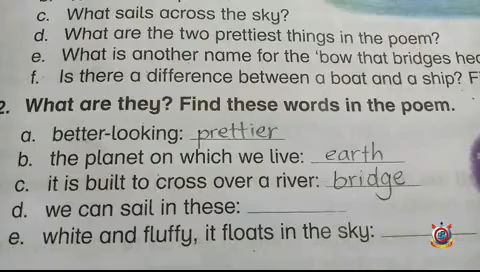 c. What sails across the sky?
d. What are the two prettiest things in the poem?
e. What is another name for the 'bow that bridges hea
f. Is there a difference between a boat and a ship? F
2. What are they? Find these words in the poem.
a. better-looking: prettier
b. the planet on which we live: earth
c. it is built to cross over a river: bridge
d. we can sail in these:
e. white and fluffy, it floats in the sky: